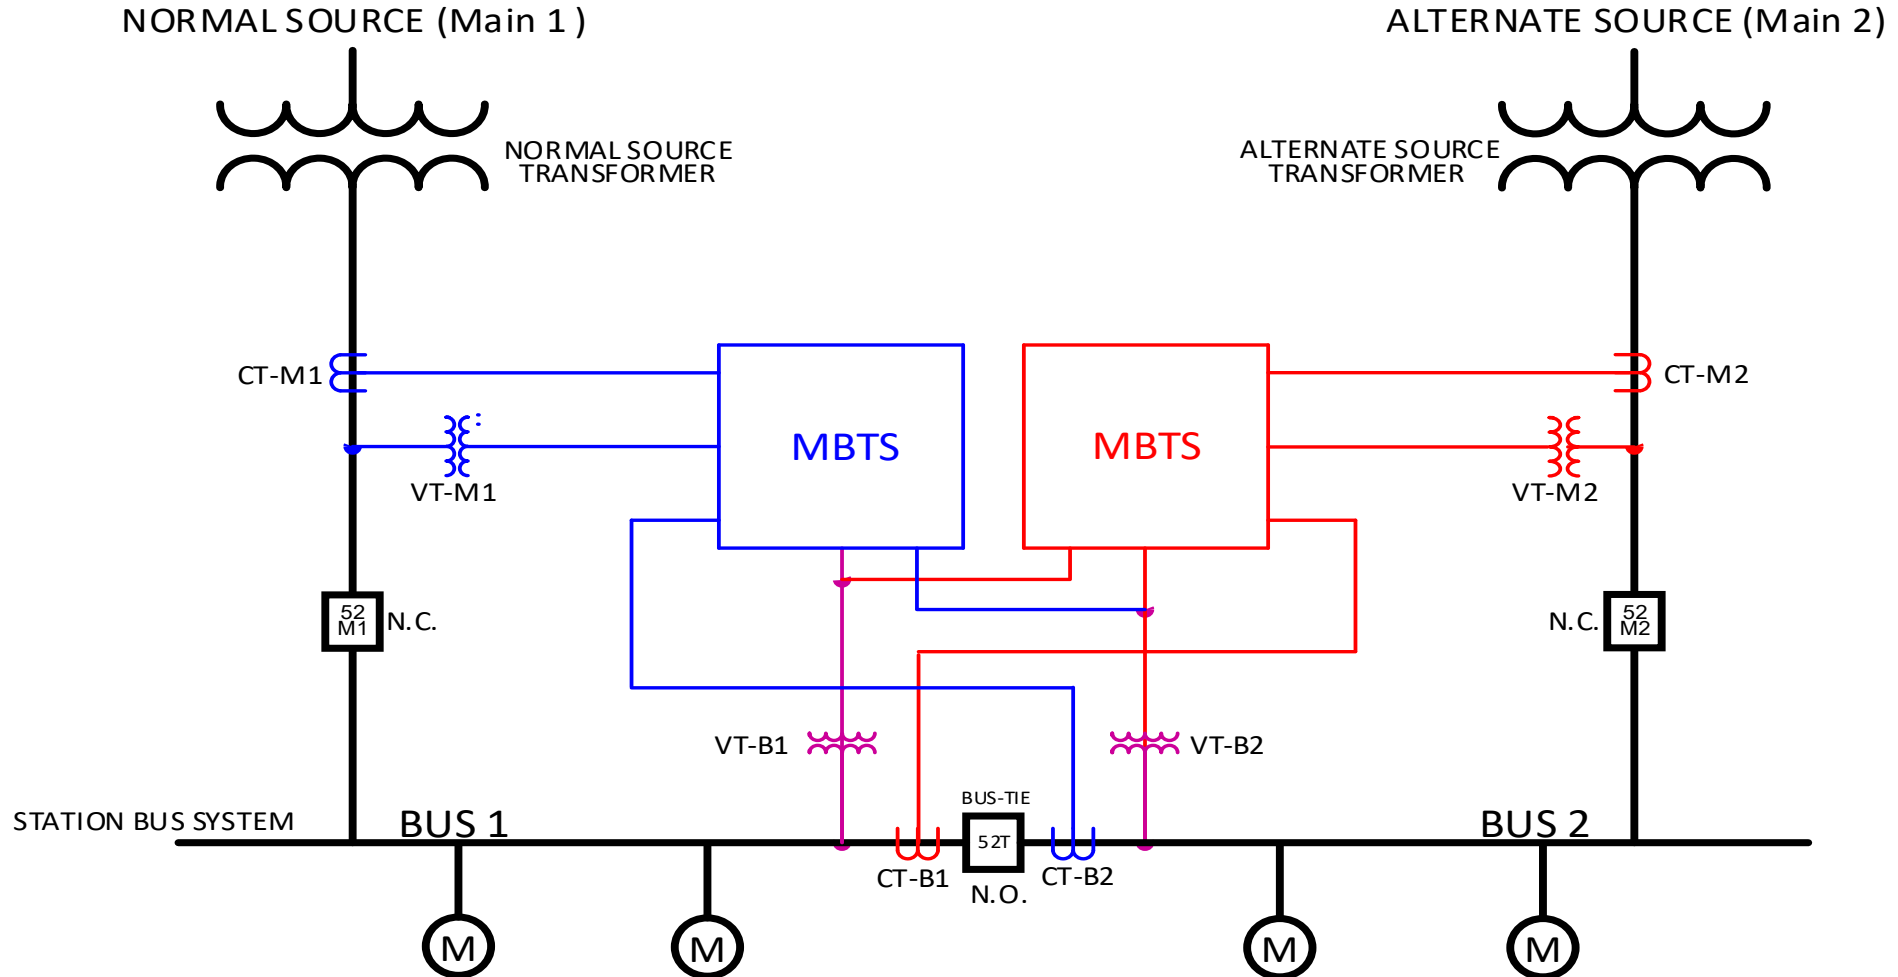 NORMAL SOURCE (Main 1 )
ALTERNATE SOURCE (Main 2)
NORMAL SOURCE
TRANSFORMER
ALTERNATE SOURCE
TRANSFORMER
CT-M1
CT-M2
MBTS
MBTS
VT-M1
VT-M2
52
M1
N.C.
N.C.
52
M2
VT-B1
VT-B2
BUS-TIE
STATION BUS SYSTEM
BUS 1
BUS 2
52T
CT-B1
CT-B2
N.O.
M
M
M
M